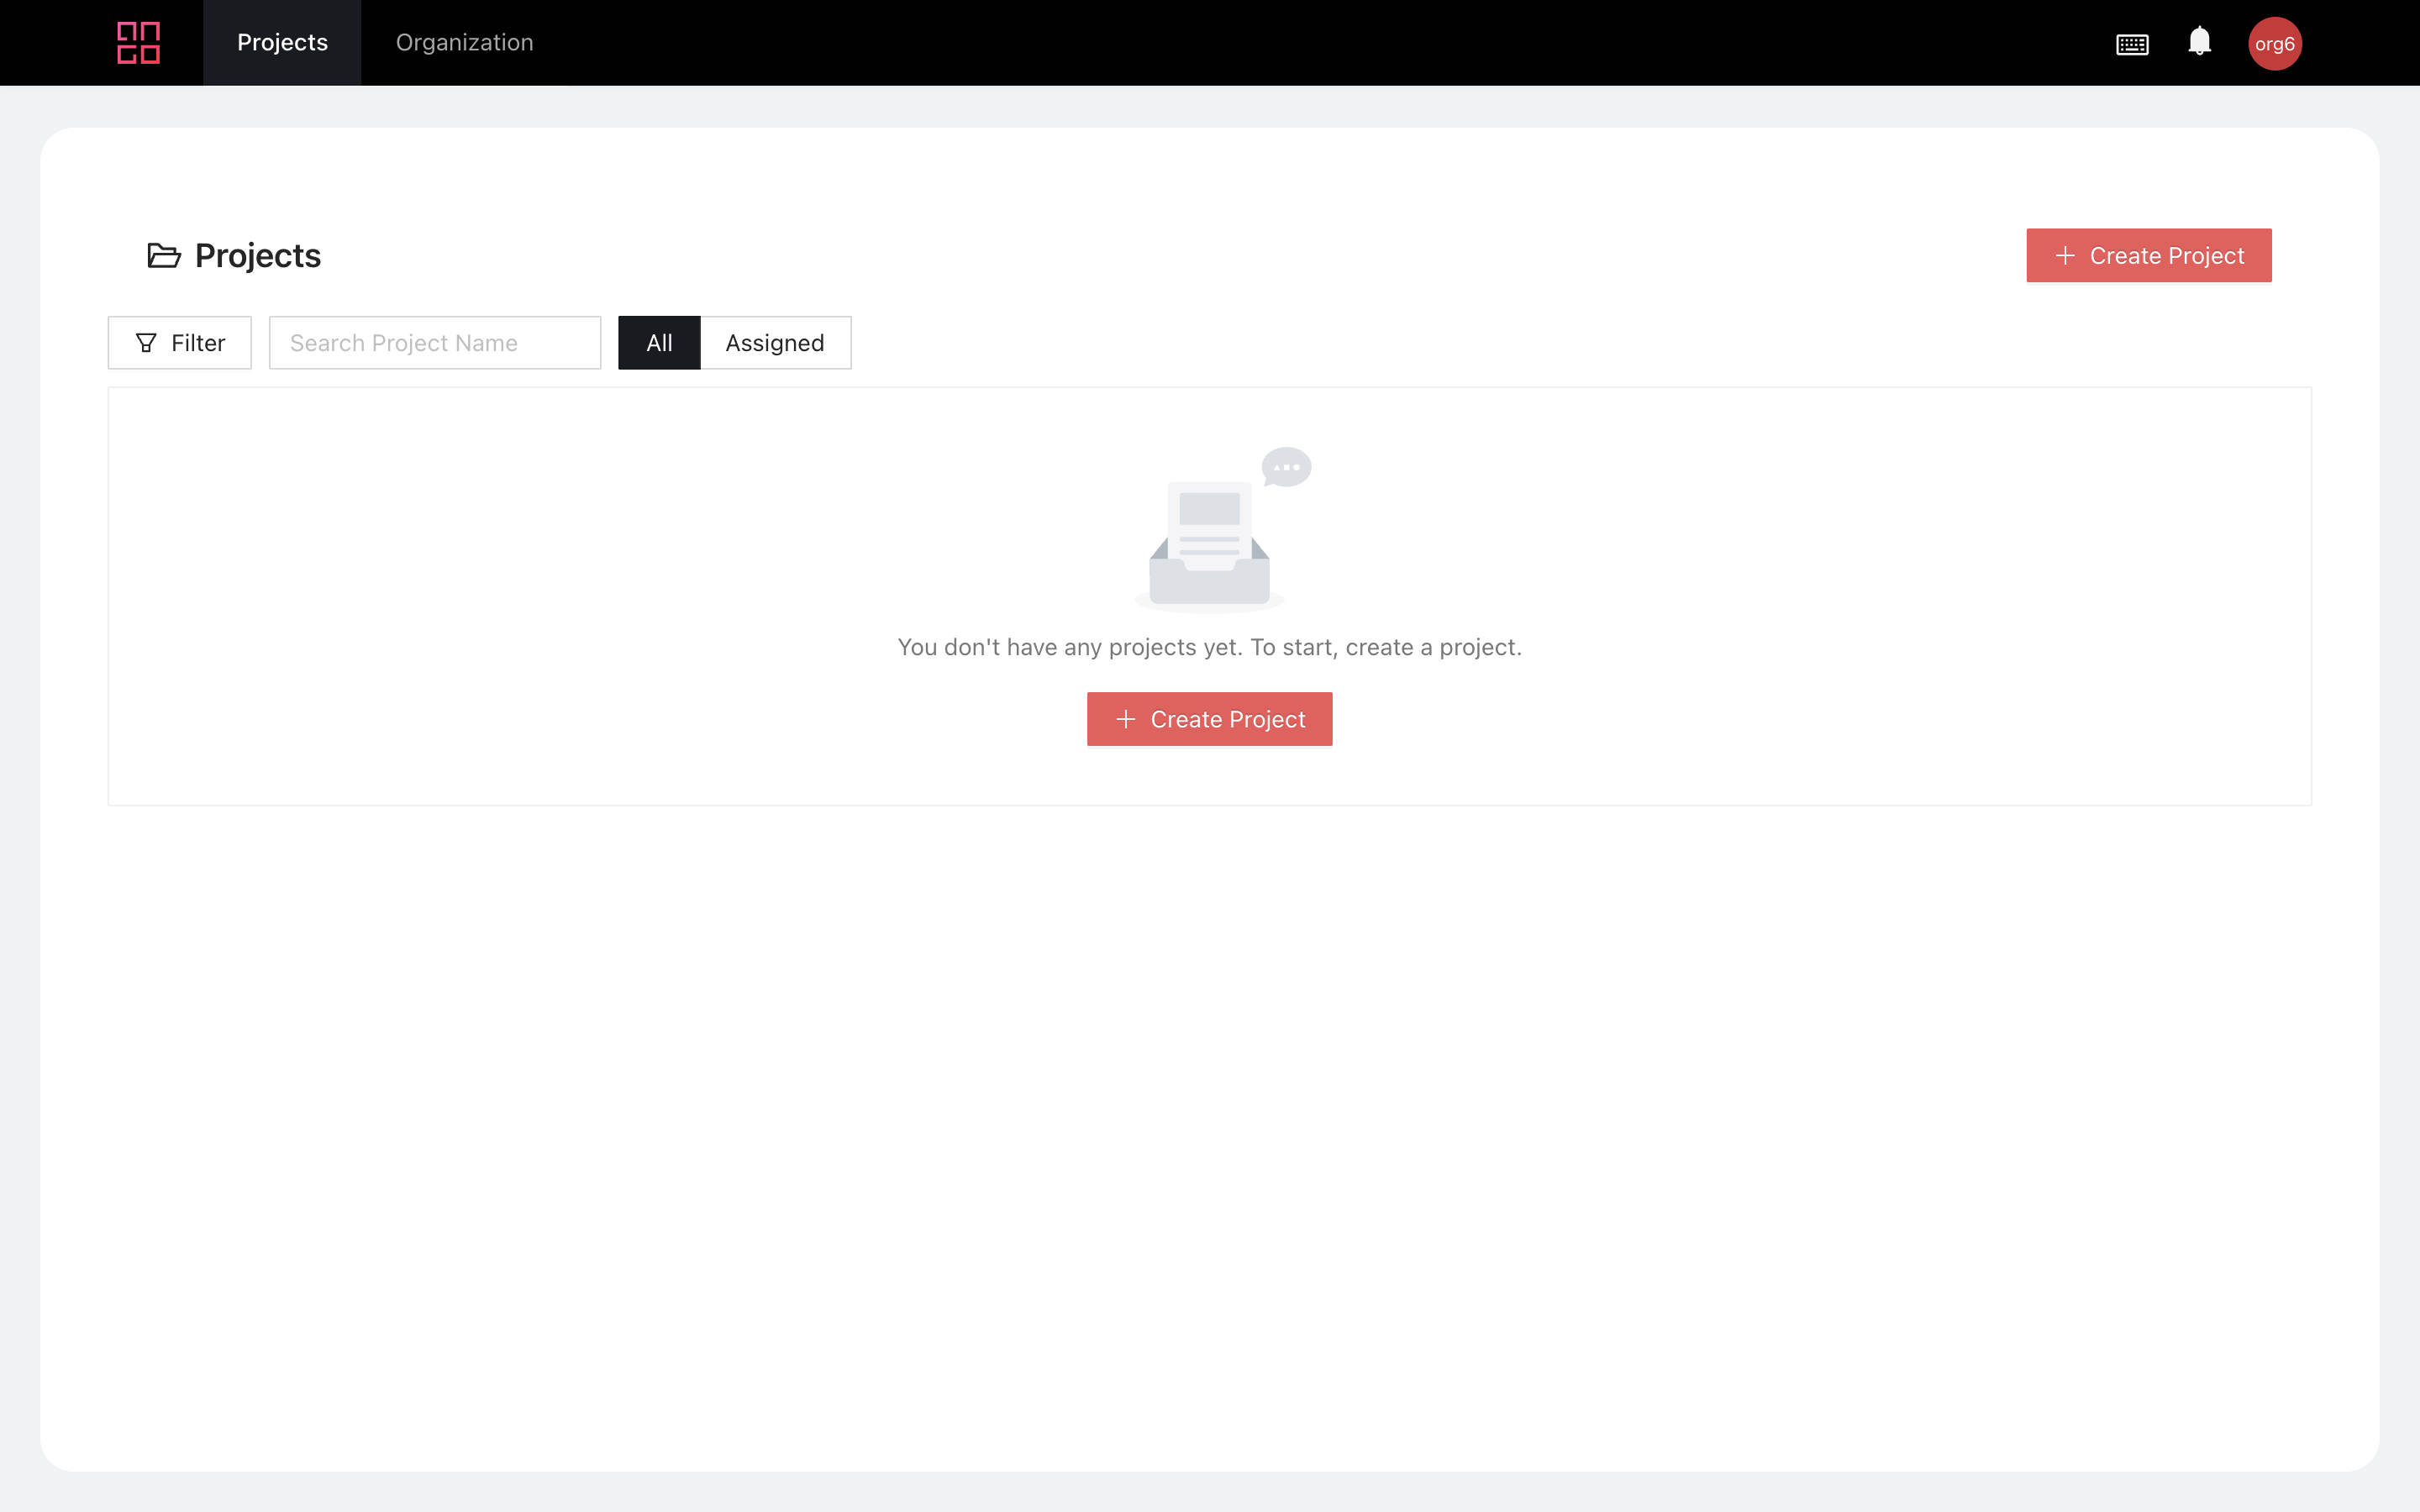 Projects
Organization
org6
Projects
Create Project
Filter
Search Project Name
All
Assigned
You don't have any projects yet. To start, create a project.
Create Project